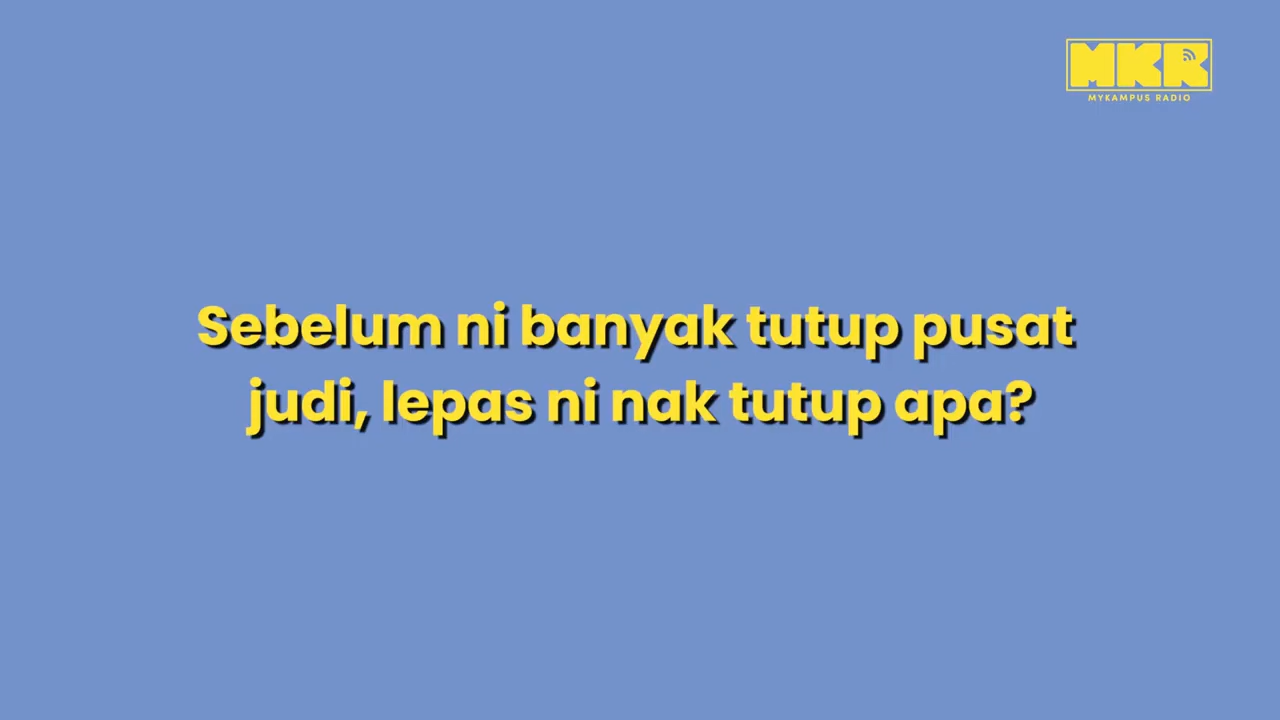 MKR
MYKAMPUS RADIO
Sebelum ni banyak tutup pusat
judi, lepas ni nak tutup apa?